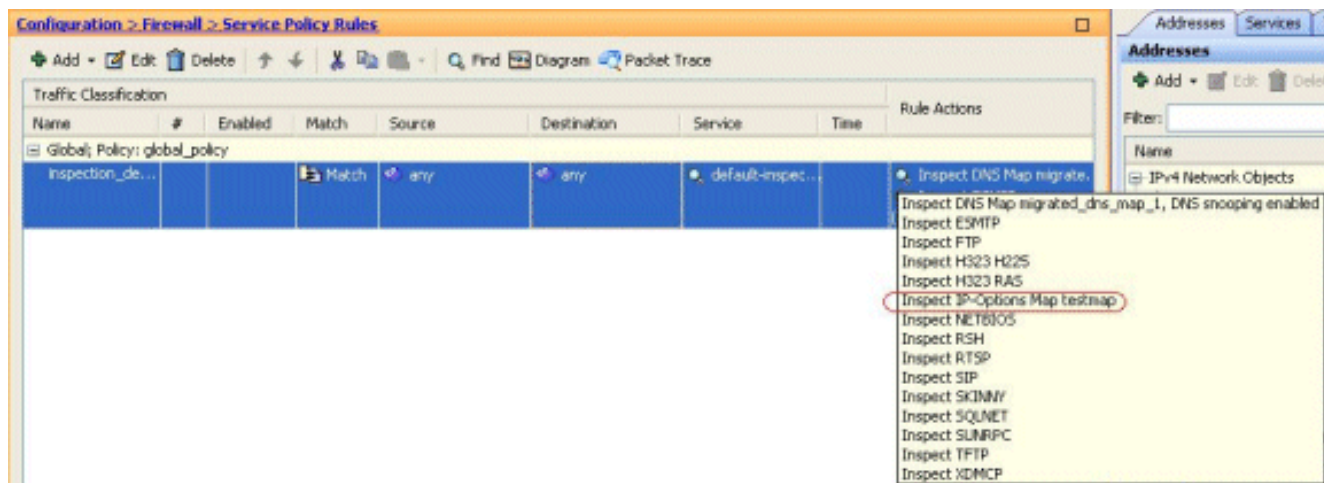 Configuration > Firewall > Service Policy Rules
Add Edit Delete Find Diagram Packet Trace
Traffic Classification
Name # Enabled Match Source Destination Service Time Rule Actions
Global; Policy: global_policy
inspection_de... Match any any default-inspec... Inspect DNS Map migrate.
Inspect DNS Map migrated_dns_map_1, DNS snooping enabled
Inspect ESMTP
Inspect FTP
Inspect H323 H225
Inspect H323 RAS
Inspect IP-Options Map testmap
Inspect NETBIOS
Inspect RSH
Inspect RTSP
Inspect SIP
Inspect SKINNY
Inspect SQLNET
Inspect SUNRPC
Inspect TFTP
Inspect XDMCP
Addresses Services
Addresses
Add Edit Dele
Filter:
Name
IPv4 Network Objects